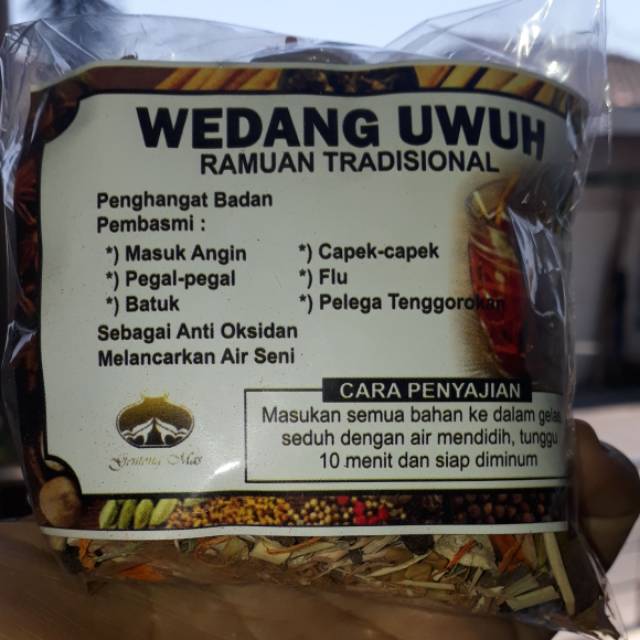 WEDANG UWUH
RAMUAN TRADISIONAL
Penghangat Badan
Pembasmi :
*) Masuk Angin
*) Pegal-pegal
*) Batuk
*) Capek-capek
*) Flu
*) Pelega Tenggorokan
Sebagai Anti Oksidan
Melancarkan Air Seni
Genteng Mas
CARA PENYAJIAN
Masukan semua bahan ke dalam gelas,
seduh dengan air mendidih, tunggu
10 menit dan siap diminum